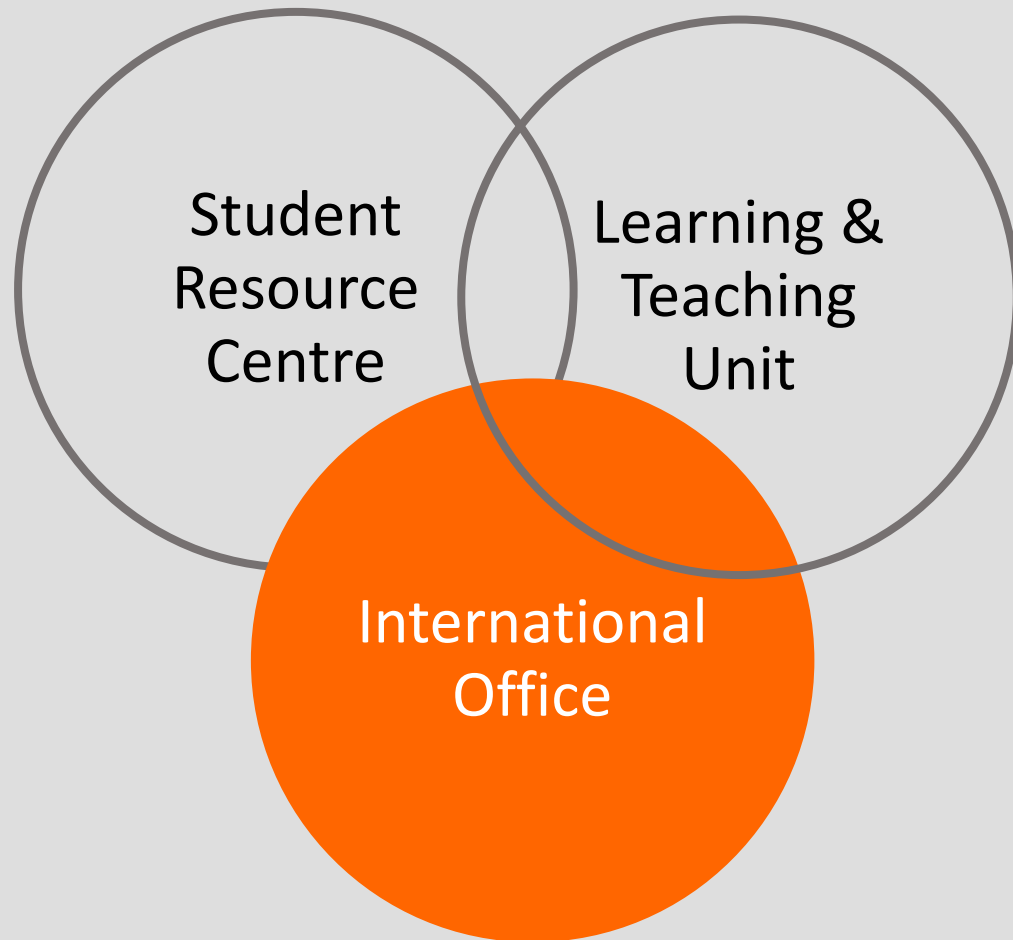 Student
Resource
Centre
Learning &
Teaching
Unit
International
Office